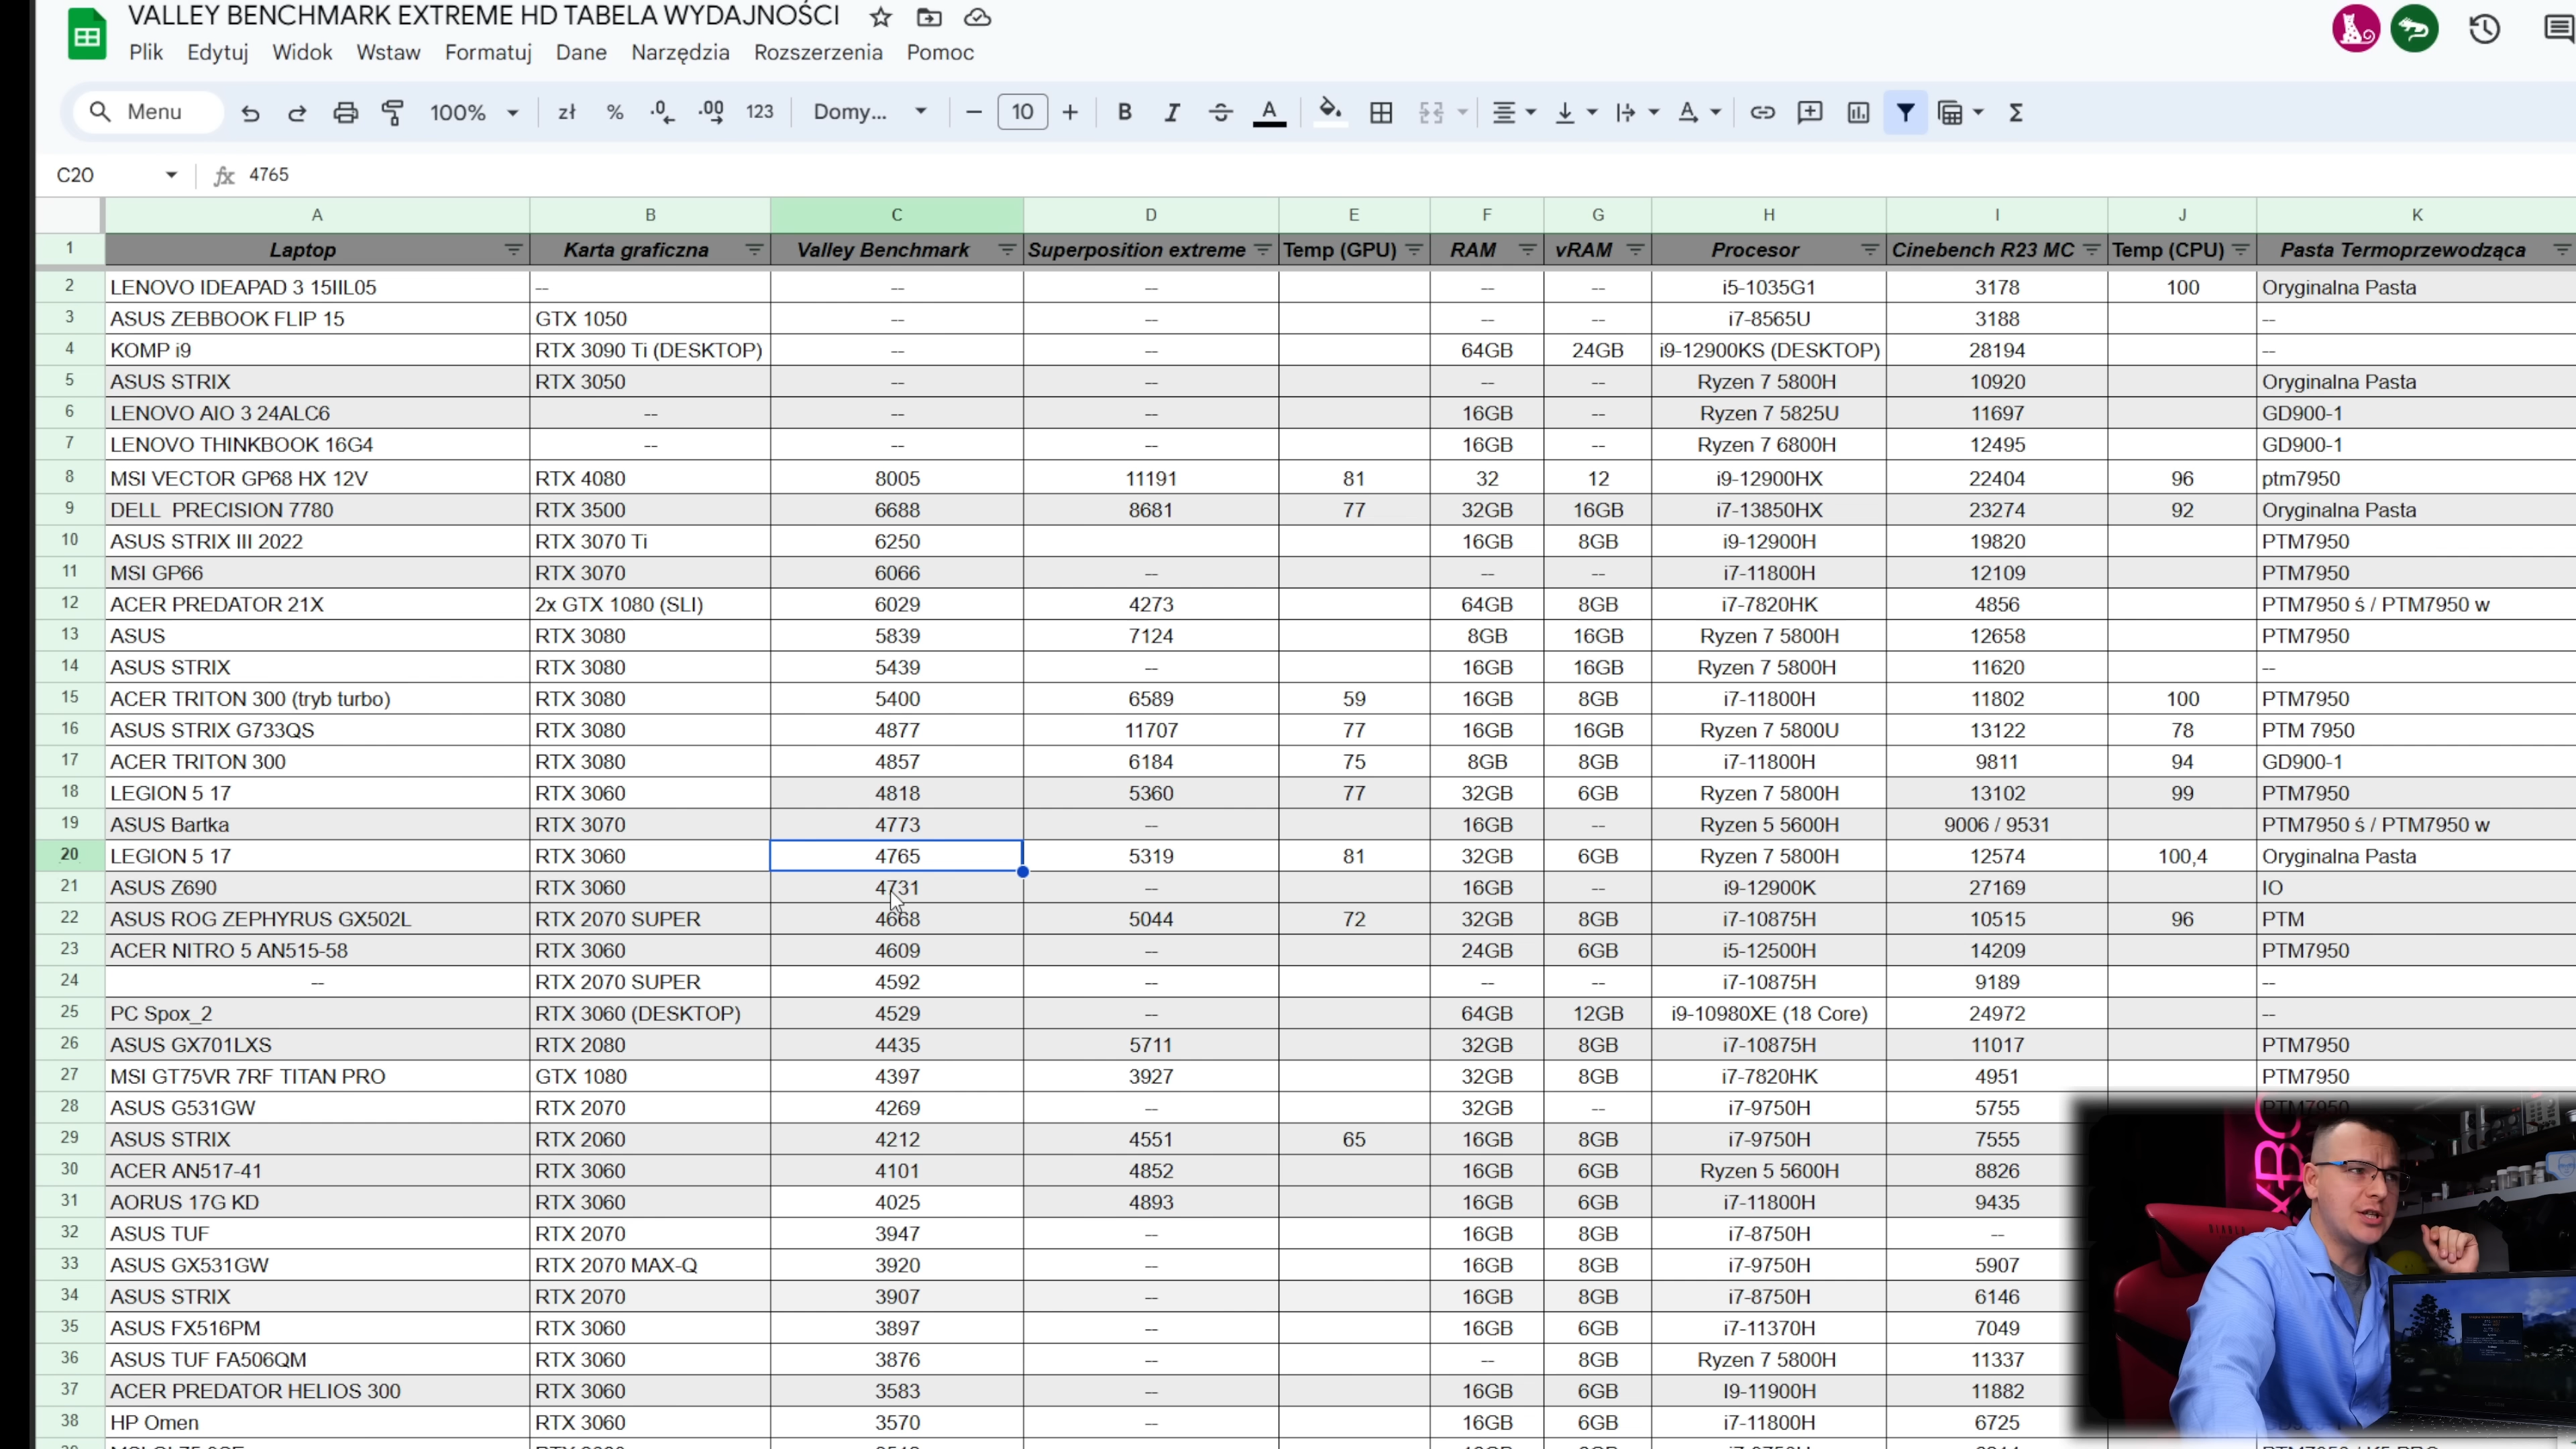 VALLEY BENCHMARK EXTREME HD TABELA WYDAJNOŚCI
Plik Edytuj Widok Wstaw Formatuj Dane Narzędzia Rozszerzenia Pomoc
Menu 100% zł % .0 .00 123 Domy... 10
C20 fx 4765
A B C D E F G H I J K
1 Laptop Karta graficzna Valley Benchmark Superposition extreme Temp (GPU) RAM vRAM Procesor Cinebench R23 MC Temp (CPU) Pasta Termoprzewodząca
2 LENOVO IDEAPAD 3 15IIL05 -- -- -- -- -- i5-1035G1 3178 100 Oryginalna Pasta
3 ASUS ZEBBOOK FLIP 15 GTX 1050 -- -- -- -- i7-8565U 3188 --
4 KOMP i9 RTX 3090 Ti (DESKTOP) -- -- 64GB 24GB i9-12900KS (DESKTOP) 28194 --
5 ASUS STRIX RTX 3050 -- -- -- -- Ryzen 7 5800H 10920 Oryginalna Pasta
6 LENOVO AIO 3 24ALC6 -- -- -- 16GB -- Ryzen 7 5825U 11697 GD900-1
7 LENOVO THINKBOOK 16G4 -- -- -- 16GB -- Ryzen 7 6800H 12495 GD900-1
8 MSI VECTOR GP68 HX 12V RTX 4080 8005 11191 81 32 12 i9-12900HX 22404 96 ptm7950
9 DELL PRECISION 7780 RTX 3500 6688 8681 77 32GB 16GB i7-13850HX 23274 92 Oryginalna Pasta
10 ASUS STRIX III 2022 RTX 3070 Ti 6250 16GB 8GB i9-12900H 19820 PTM7950
11 MSI GP66 RTX 3070 6066 -- -- -- i7-11800H 12109 PTM7950
12 ACER PREDATOR 21X 2x GTX 1080 (SLI) 6029 4273 64GB 8GB i7-7820HK 4856 PTM7950 ś / PTM7950 w
13 ASUS RTX 3080 5839 7124 8GB 16GB Ryzen 7 5800H 12658 PTM7950
14 ASUS STRIX RTX 3080 5439 -- 16GB 16GB Ryzen 7 5800H 11620 --
15 ACER TRITON 300 (tryb turbo) RTX 3080 5400 6589 59 16GB 8GB i7-11800H 11802 100 PTM7950
16 ASUS STRIX G733QS RTX 3080 4877 11707 77 16GB 16GB Ryzen 7 5800U 13122 78 PTM 7950
17 ACER TRITON 300 RTX 3080 4857 6184 75 8GB 8GB i7-11800H 9811 94 GD900-1
18 LEGION 5 17 RTX 3060 4818 5360 77 32GB 6GB Ryzen 7 5800H 13102 99 PTM7950
19 ASUS Bartka RTX 3070 4773 -- 16GB -- Ryzen 5 5600H 9006 / 9531 PTM7950 ś / PTM7950 w
20 LEGION 5 17 RTX 3060 4765 5319 81 32GB 6GB Ryzen 7 5800H 12574 100,4 Oryginalna Pasta
21 ASUS Z690 RTX 3060 4731 -- 16GB -- i9-12900K 27169 IO
22 ASUS ROG ZEPHYRUS GX502L RTX 2070 SUPER 4668 5044 72 32GB 8GB i7-10875H 10515 96 PTM
23 ACER NITRO 5 AN515-58 RTX 3060 4609 -- 24GB 6GB i5-12500H 14209 PTM7950
24 -- RTX 2070 SUPER 4592 -- -- -- i7-10875H 9189 --
25 PC Spox_2 RTX 3060 (DESKTOP) 4529 -- 64GB 12GB i9-10980XE (18 Core) 24972 --
26 ASUS GX701LXS RTX 2080 4435 5711 32GB 8GB i7-10875H 11017 PTM7950
27 MSI GT75VR 7RF TITAN PRO GTX 1080 4397 3927 32GB 8GB i7-7820HK 4951 PTM7950
28 ASUS G531GW RTX 2070 4269 -- 32GB -- i7-9750H 5755 PTM7950
29 ASUS STRIX RTX 2060 4212 4551 65 16GB 8GB i7-9750H 7555
30 ACER AN517-41 RTX 3060 4101 4852 16GB 6GB Ryzen 5 5600H 8826
31 AORUS 17G KD RTX 3060 4025 4893 16GB 6GB i7-11800H 9435
32 ASUS TUF RTX 2070 3947 -- 16GB 8GB i7-8750H --
33 ASUS GX531GW RTX 2070 MAX-Q 3920 -- 16GB 8GB i7-9750H 5907
34 ASUS STRIX RTX 2070 3907 -- 16GB 8GB i7-8750H 6146
35 ASUS FX516PM RTX 3060 3897 -- 16GB 6GB i7-11370H 7049
36 ASUS TUF FA506QM RTX 3060 3876 -- -- 8GB Ryzen 7 5800H 11337
37 ACER PREDATOR HELIOS 300 RTX 3060 3583 -- 16GB 6GB I9-11900H 11882
38 HP Omen RTX 3060 3570 -- 16GB 6GB i7-11800H 6725